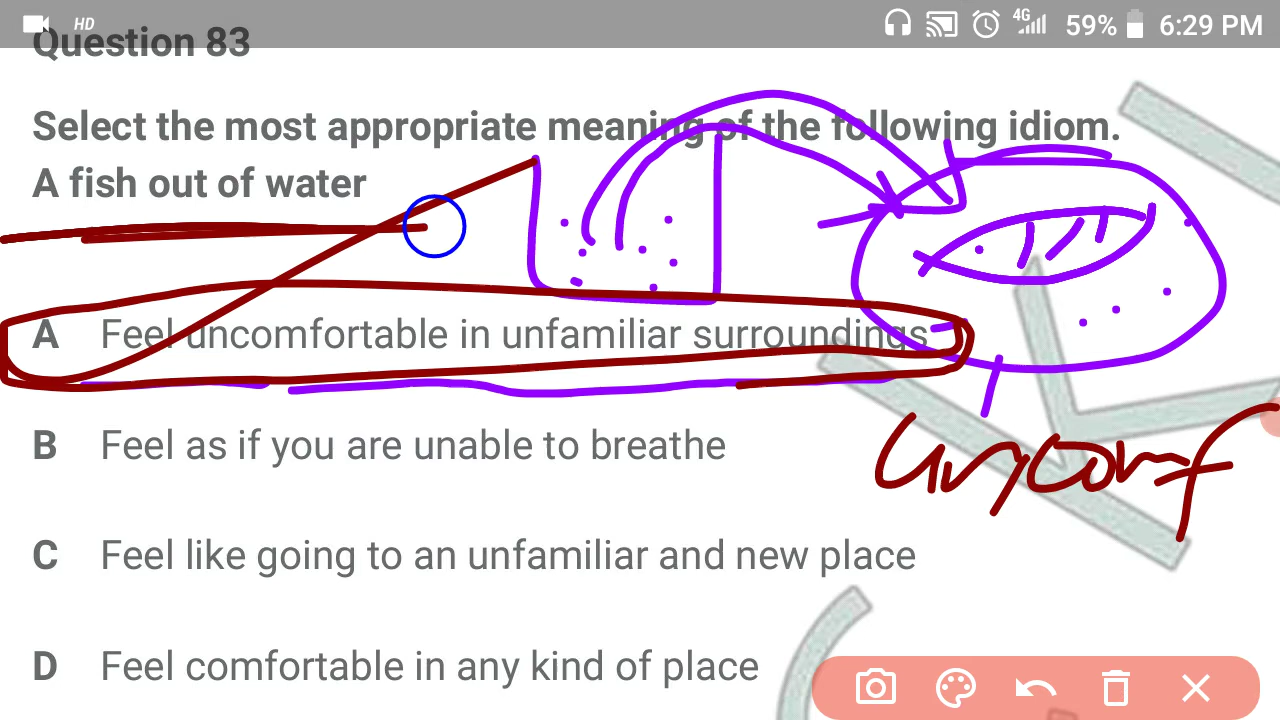 HD 4G 59% 6:29 PM
Question 83
Select the most appropriate meaning of the following idiom.
A fish out of water
A Feel uncomfortable in unfamiliar surroundings
B Feel as if you are unable to breathe
unconf
C Feel like going to an unfamiliar and new place
D Feel comfortable in any kind of place